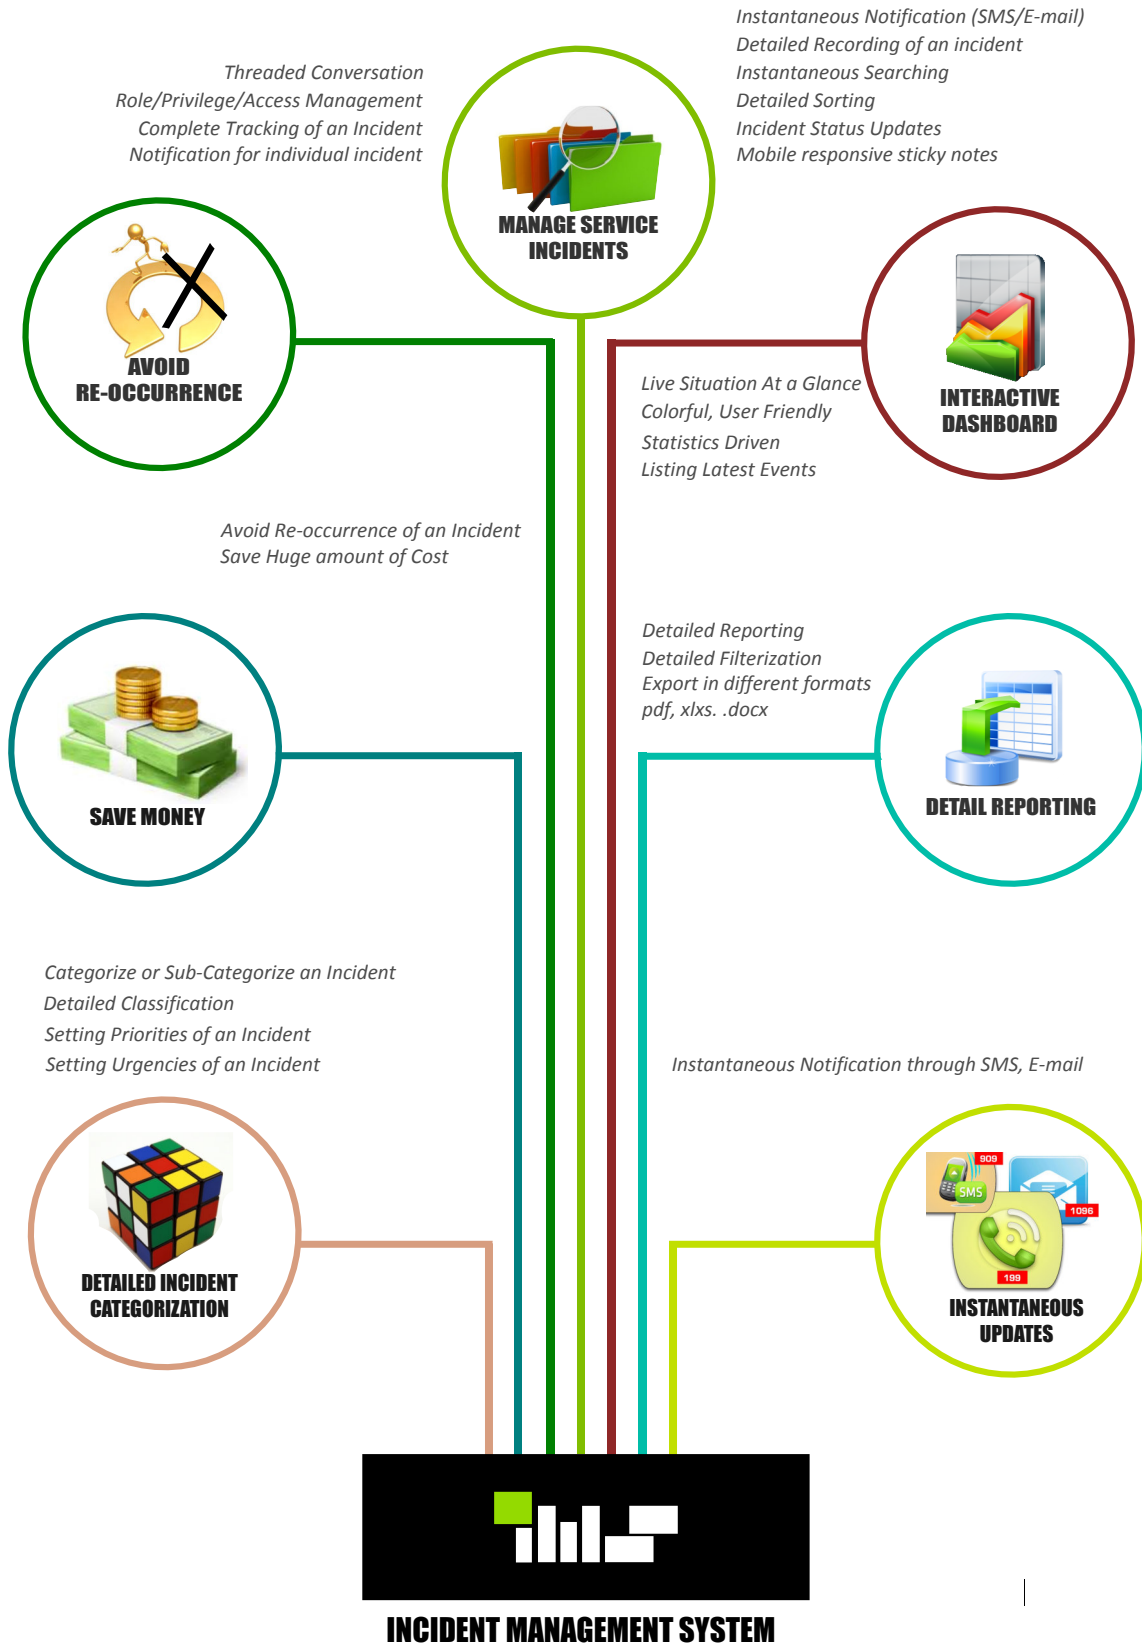 Instantaneous Notification (SMS/E-mail)
Detailed Recording of an incident
Instantaneous Searching
Detailed Sorting
Incident Status Updates
Mobile responsive sticky notes
Threaded Conversation
Role/Privilege/Access Management
Complete Tracking of an Incident
Notification for individual incident
MANAGE SERVICE
INCIDENTS
AVOID
RE-OCCURRENCE
INTERACTIVE
DASHBOARD
Live Situation At a Glance
Colorful, User Friendly
Statistics Driven
Listing Latest Events
Avoid Re-occurrence of an Incident
Save Huge amount of Cost
Detailed Reporting
Detailed Filterization
Export in different formats
pdf, xlxs. .docx
SAVE MONEY
DETAIL REPORTING
Categorize or Sub-Categorize an Incident
Detailed Classification
Setting Priorities of an Incident
Setting Urgencies of an Incident
Instantaneous Notification through SMS, E-mail
909
SMS
1096
199
DETAILED INCIDENT
CATEGORIZATION
INSTANTANEOUS
UPDATES
INCIDENT MANAGEMENT SYSTEM